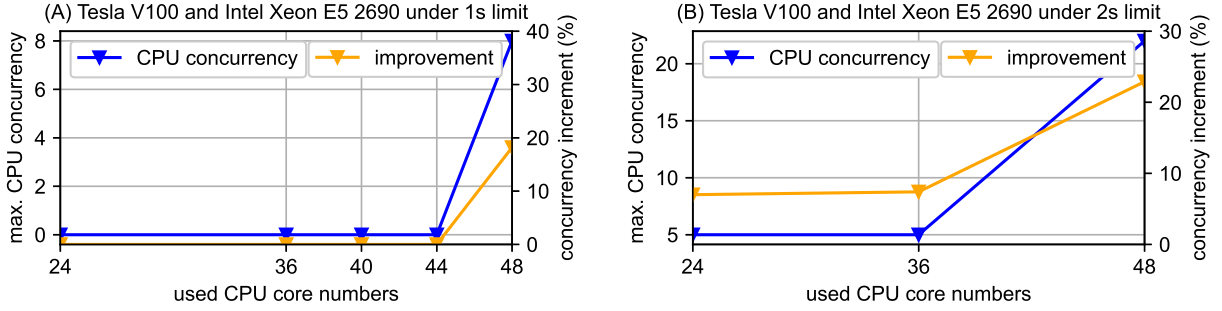 (A) Tesla V100 and Intel Xeon E5 2690 under 1s limit
max. CPU concurrency
8
6
4
2
0
CPU concurrency
improvement
40
30
20
10
0
concurrency increment (%)
24 36 40 44 48
used CPU core numbers
(B) Tesla V100 and Intel Xeon E5 2690 under 2s limit
max. CPU concurrency
20
15
10
5
CPU concurrency
improvement
30
20
10
0
concurrency increment (%)
24 36 48
used CPU core numbers